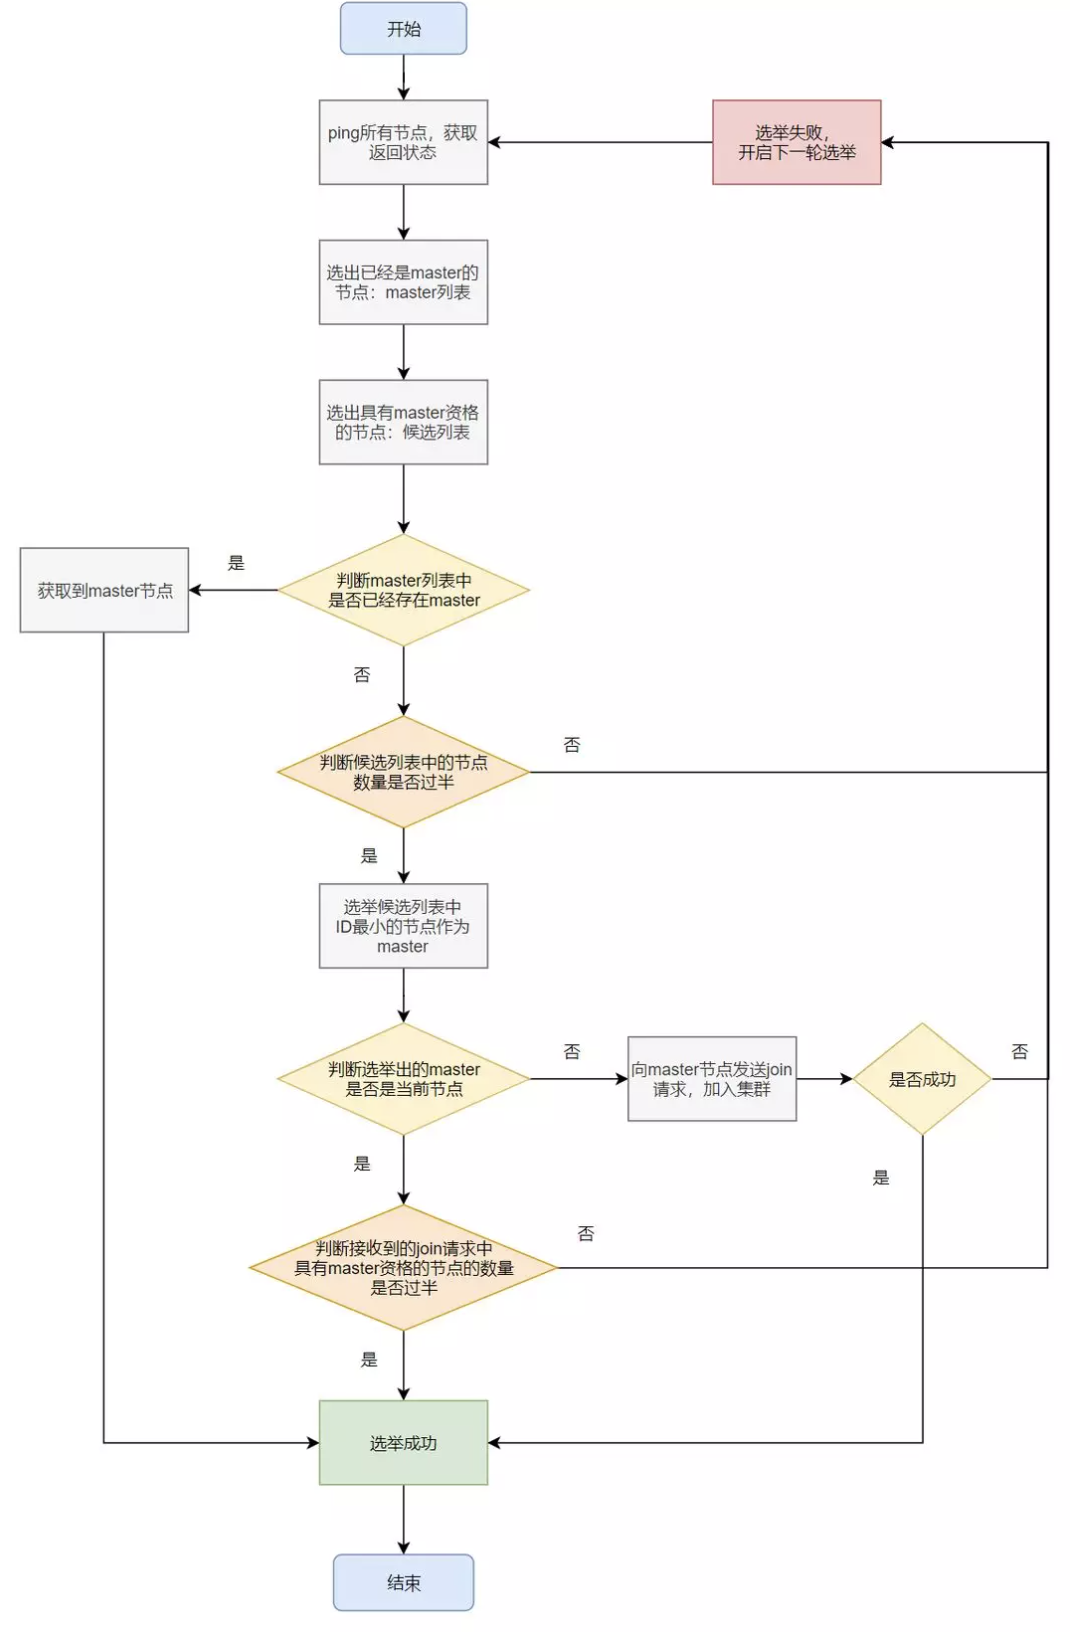 开始
ping所有节点，获取
返回状态
选举失败，
开启下一轮选举
选出已经是master的
节点：master列表
选出具有master资格
的节点：候选列表
获取到master节点
是
判断master列表中
是否已经存在master
否
判断候选列表中的节点
数量是否过半
否
是
选举候选列表中
ID最小的节点作为
master
判断选举出的master
是否是当前节点
否
向master节点发送join
请求，加入集群
是否成功
否
是
是
判断接收到的join请求中
具有master资格的节点的数量
是否过半
否
是
选举成功
结束